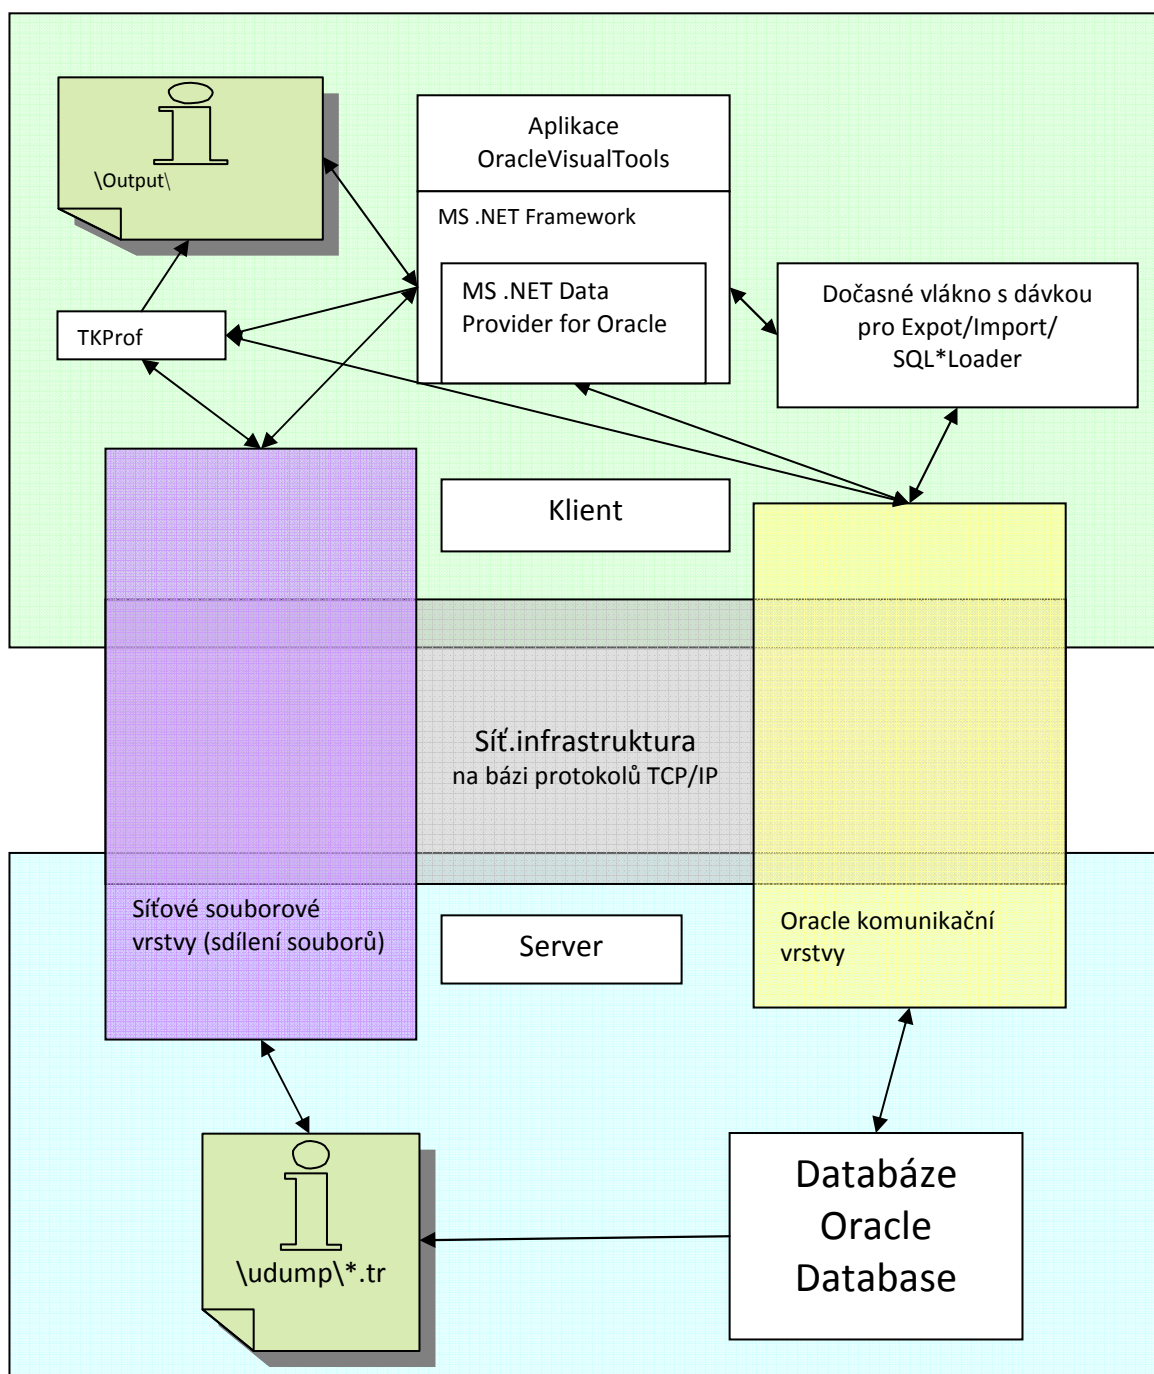 Aplikace
OracleVisualTools
\Output\
MS .NET Framework
MS .NET Data
Provider for Oracle
Dočasné vlákno s dávkou
pro Expot/Import/
SQL*Loader
TKProf
Klient
Síť.infrastruktura
na bázi protokolů TCP/IP
Síťové souborové
vrstvy (sdílení souborů)
Server
Oracle komunikační
vrstvy
\udump\*.tr
Databáze
Oracle
Database